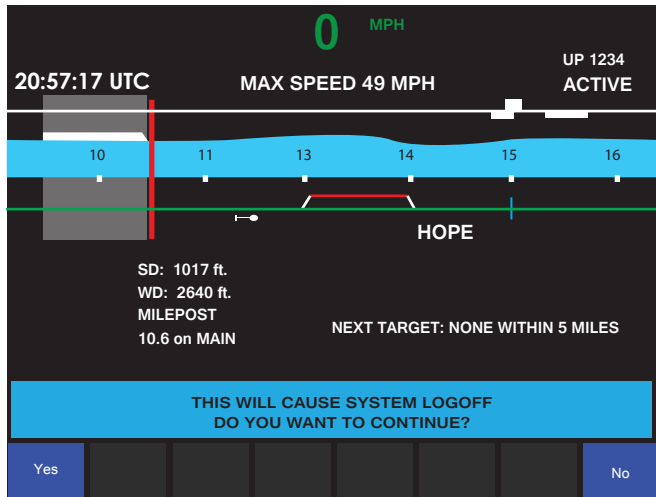 0 MPH
UP 1234
20:57:17 UTC MAX SPEED 49 MPH ACTIVE
10 11 13 14 15 16
HOPE
SD: 1017 ft.
WD: 2640 ft.
MILEPOST
10.6 on MAIN
NEXT TARGET: NONE WITHIN 5 MILES
THIS WILL CAUSE SYSTEM LOGOFF
DO YOU WANT TO CONTINUE?
Yes No